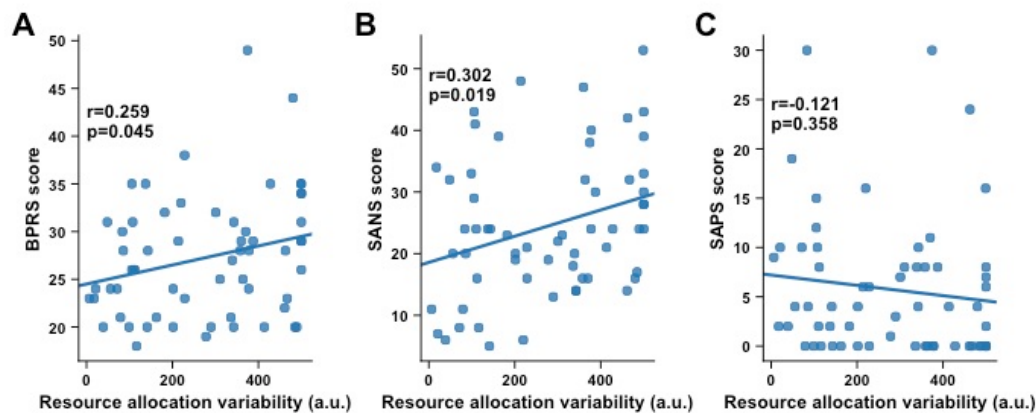 A
BPRS score
50
45
40
35
30
25
20
r=0.259
p=0.045
0 200 400
Resource allocation variability (a.u.)
B
SANS score
50
40
30
20
10
r=0.302
p=0.019
0 200 400
Resource allocation variability (a.u.)
C
SAPS score
30
25
20
15
10
5
0
r=-0.121
p=0.358
0 200 400
Resource allocation variability (a.u.)